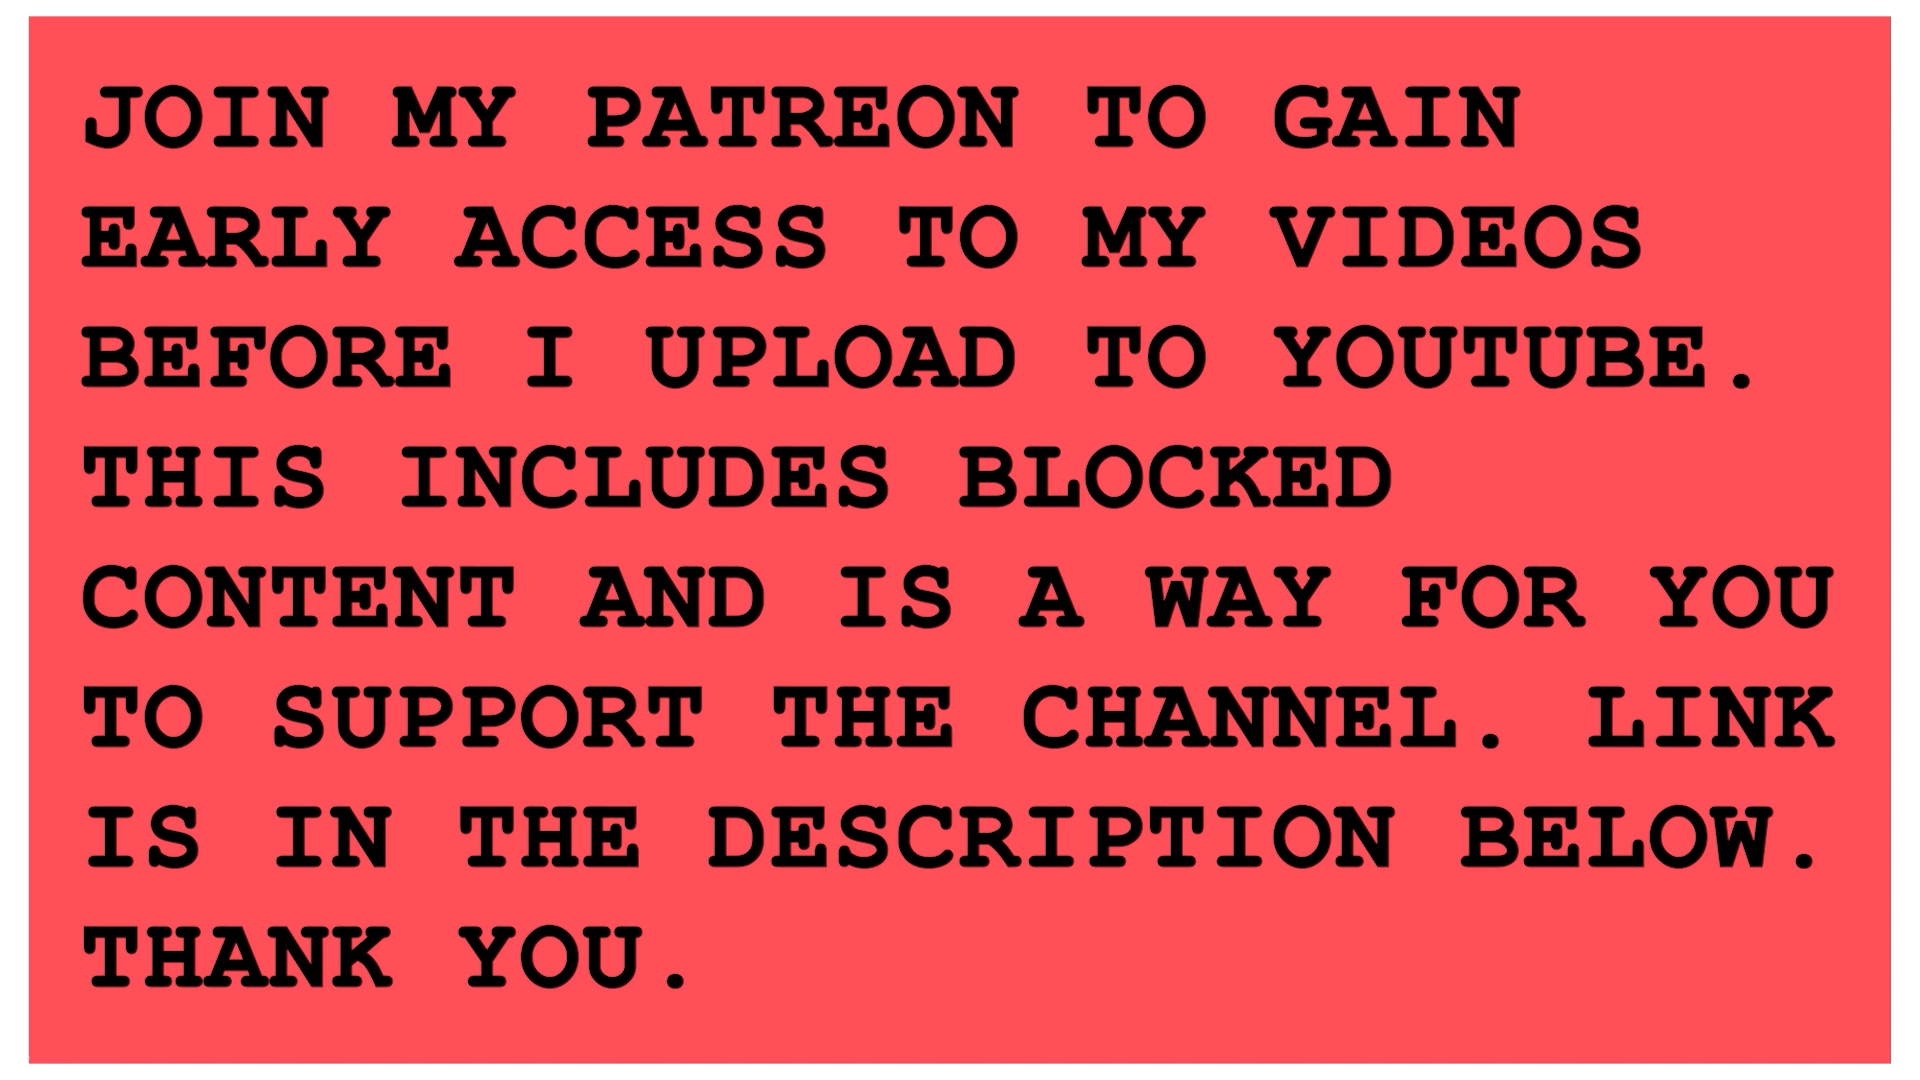 JOIN MY PATREON TO GAIN
EARLY ACCESS TO MY VIDEOS
BEFORE I UPLOAD TO YOUTUBE.
THIS INCLUDES BLOCKED
CONTENT AND IS A WAY FOR YOU
TO SUPPORT THE CHANNEL. LINK
IS IN THE DESCRIPTION BELOW.
THANK YOU.